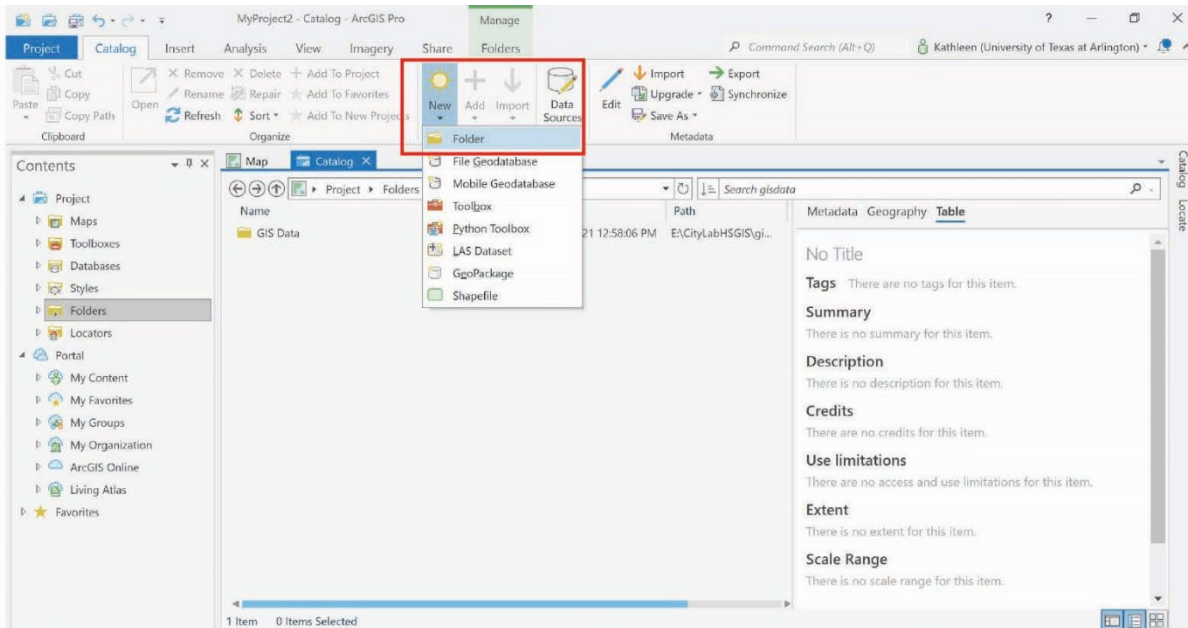 MyProject2 - Catalog - ArcGIS Pro
Manage
?
Project Catalog Insert Analysis View Imagery Share Folders
Command Search (Alt+Q)
Kathleen (University of Texas at Arlington)
Paste
Cut
Copy
Copy Path
Clipboard
Open
Remove Delete Add To Project
Rename Repair Add To Favorites
Refresh Sort Add To New Projects
Organize
New
Add
Import
Data Sources
Edit
Import Export
Upgrade Synchronize
Save As
Metadata
Folder
File Geodatabase
Mobile Geodatabase
Toolbox
Python Toolbox
LAS Dataset
GeoPackage
Shapefile
Contents
Project
Maps
Toolboxes
Databases
Styles
Folders
Locators
Portal
My Content
My Favorites
My Groups
My Organization
ArcGIS Online
Living Atlas
Favorites
Map Catalog
Project Folders
Search gisdata
Name Path
GIS Data 21 12:58:06 PM E:\CityLabHSGIS\gi...
1 Item 0 Items Selected
Metadata Geography Table
No Title
Tags There are no tags for this item.
Summary
There is no summary for this item.
Description
There is no description for this item.
Credits
There are no credits for this item.
Use limitations
There are no access and use limitations for this item.
Extent
There is no extent for this item.
Scale Range
There is no scale range for this item.
Catalog
Locate